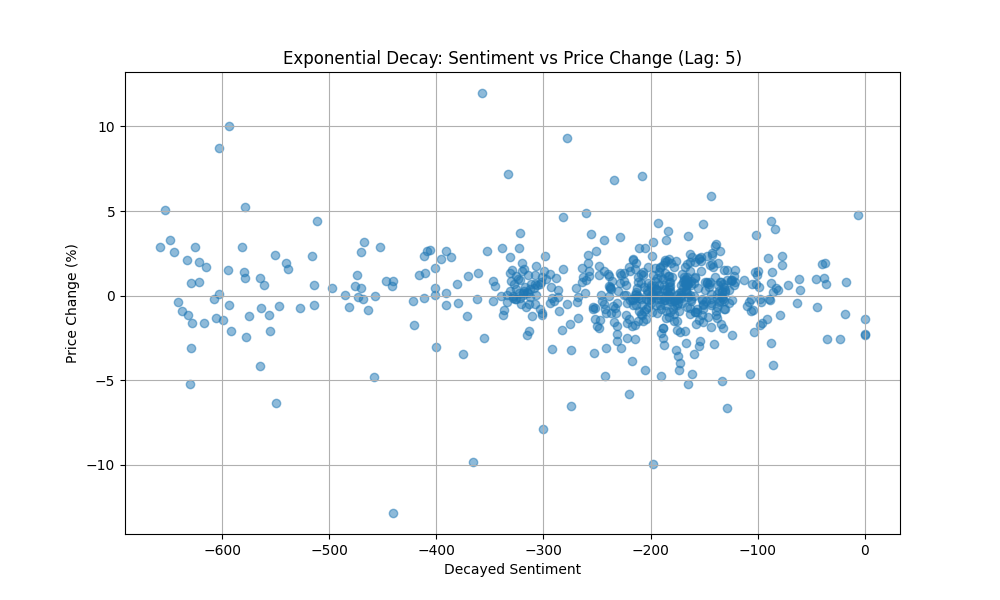 Exponential Decay: Sentiment vs Price Change (Lag: 5)
Price Change (%)
10
5
0
−5
−10
−600 −500 −400 −300 −200 −100 0
Decayed Sentiment